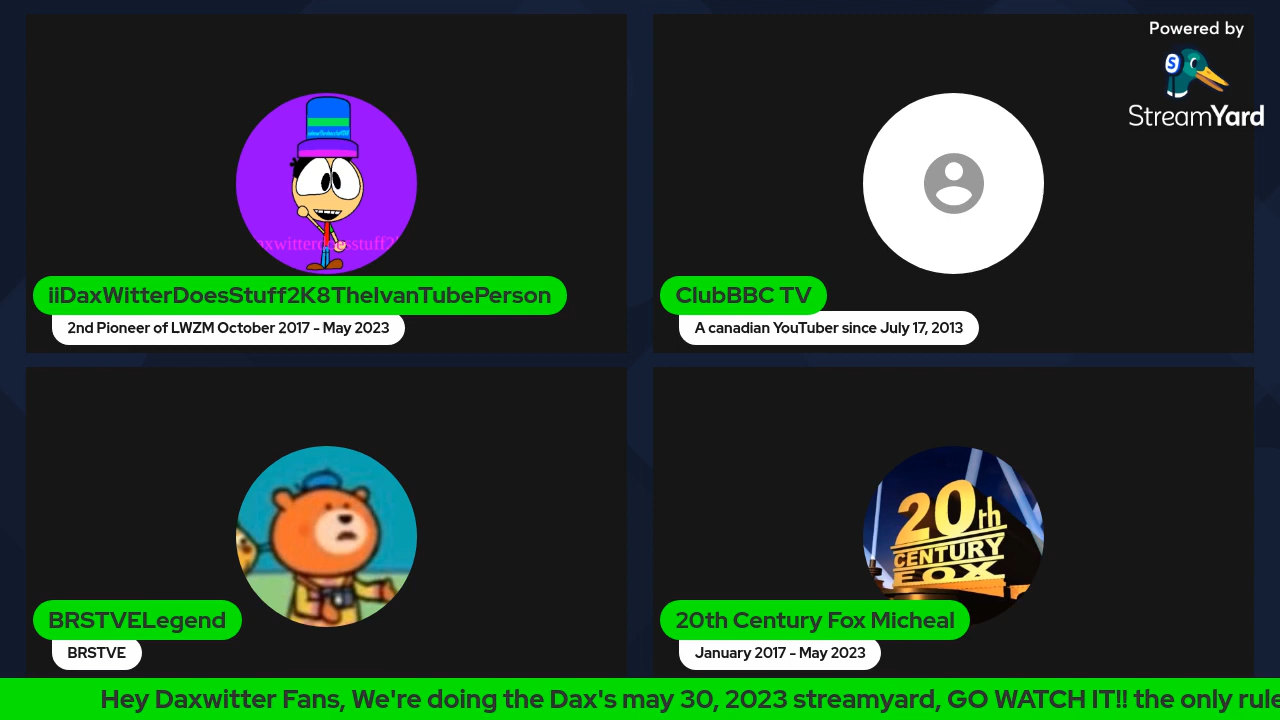 Powered by
StreamYard
iiDaxWitterDoesStuff2K8TheIvanTubePerson
2nd Pioneer of LWZM October 2017 - May 2023
ClubBBC TV
A canadian YouTuber since July 17, 2013
BRSTVELegend
BRSTVE
20th
CENTURY
FOX
20th Century Fox Micheal
January 2017 - May 2023
Hey Daxwitter Fans, We're doing the Dax's may 30, 2023 streamyard, GO WATCH IT!! the only rule